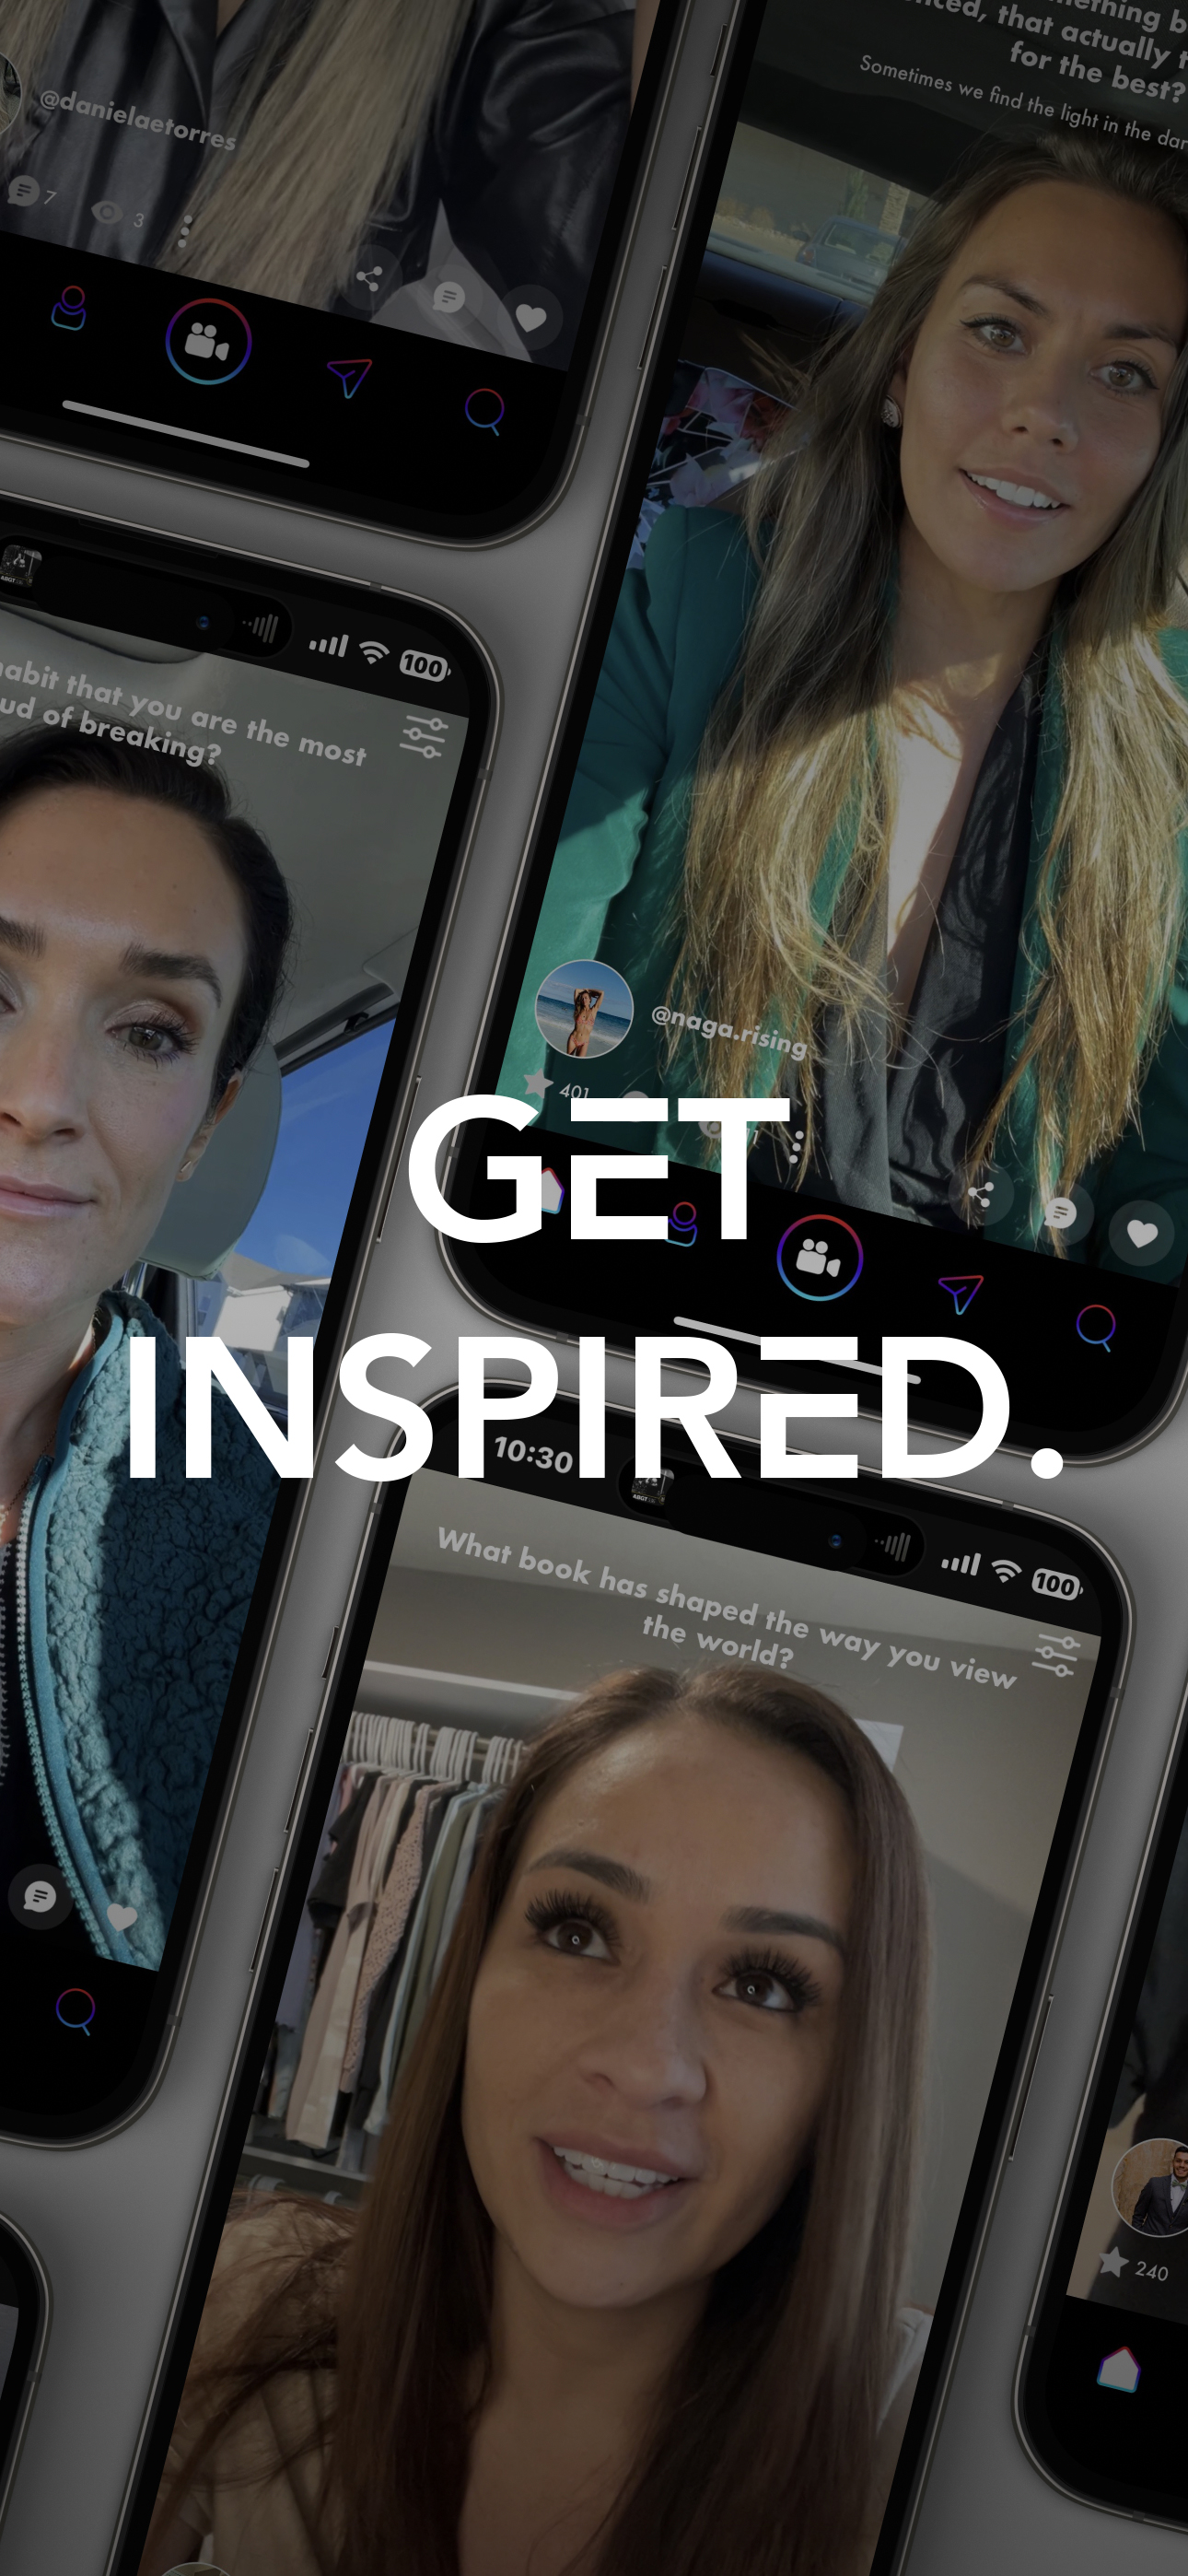 @danielaetorres
7
3
that actually
for the best?
Sometimes we find the light in the
100
that you are the most
of breaking?
@naga.rising
401
GET
INSPIRED.
10:30
100
What book has shaped the way you view
the world?
240